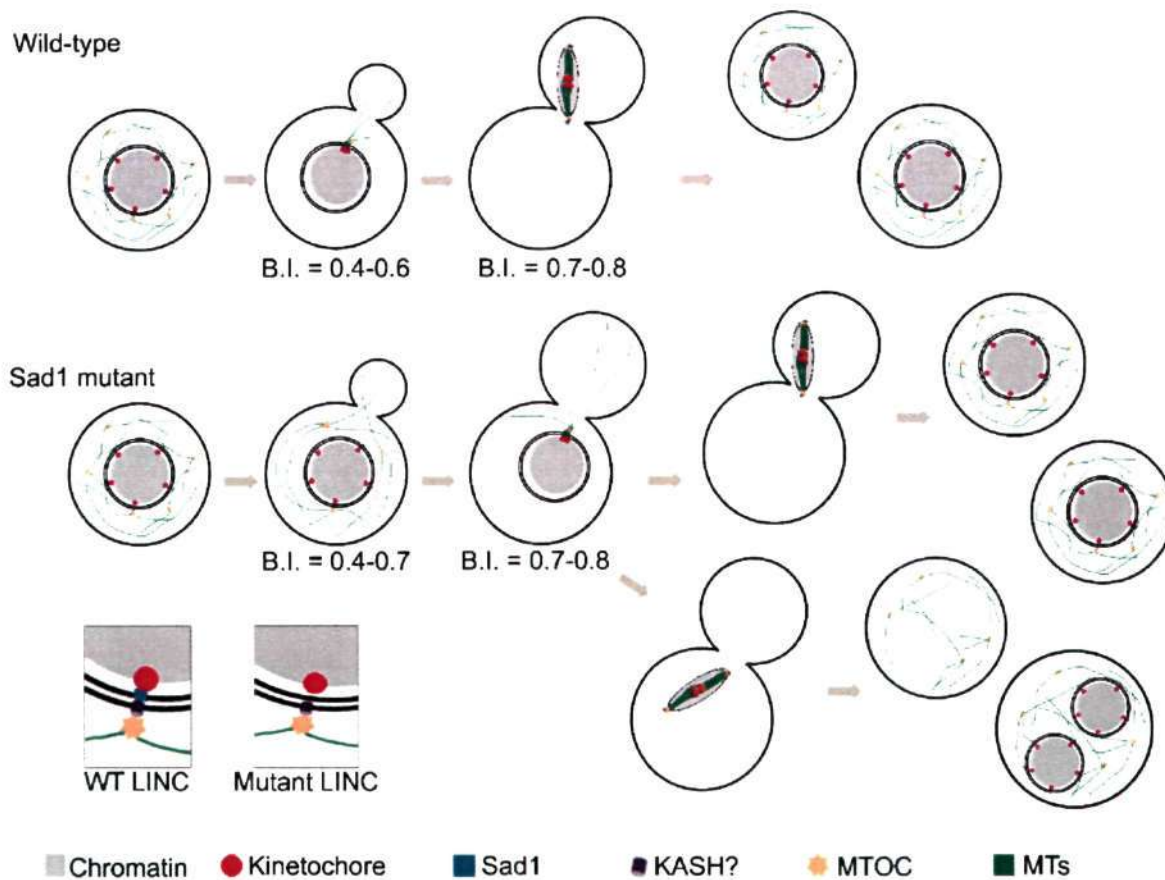 Wild-type
B.I. = 0.4-0.6
B.I. = 0.7-0.8
Sad1 mutant
B.I. = 0.4-0.7
B.I. = 0.7-0.8
WT LINC
Mutant LINC
Chromatin
Kinetochore
Sad1
KASH?
MTOC
MTs